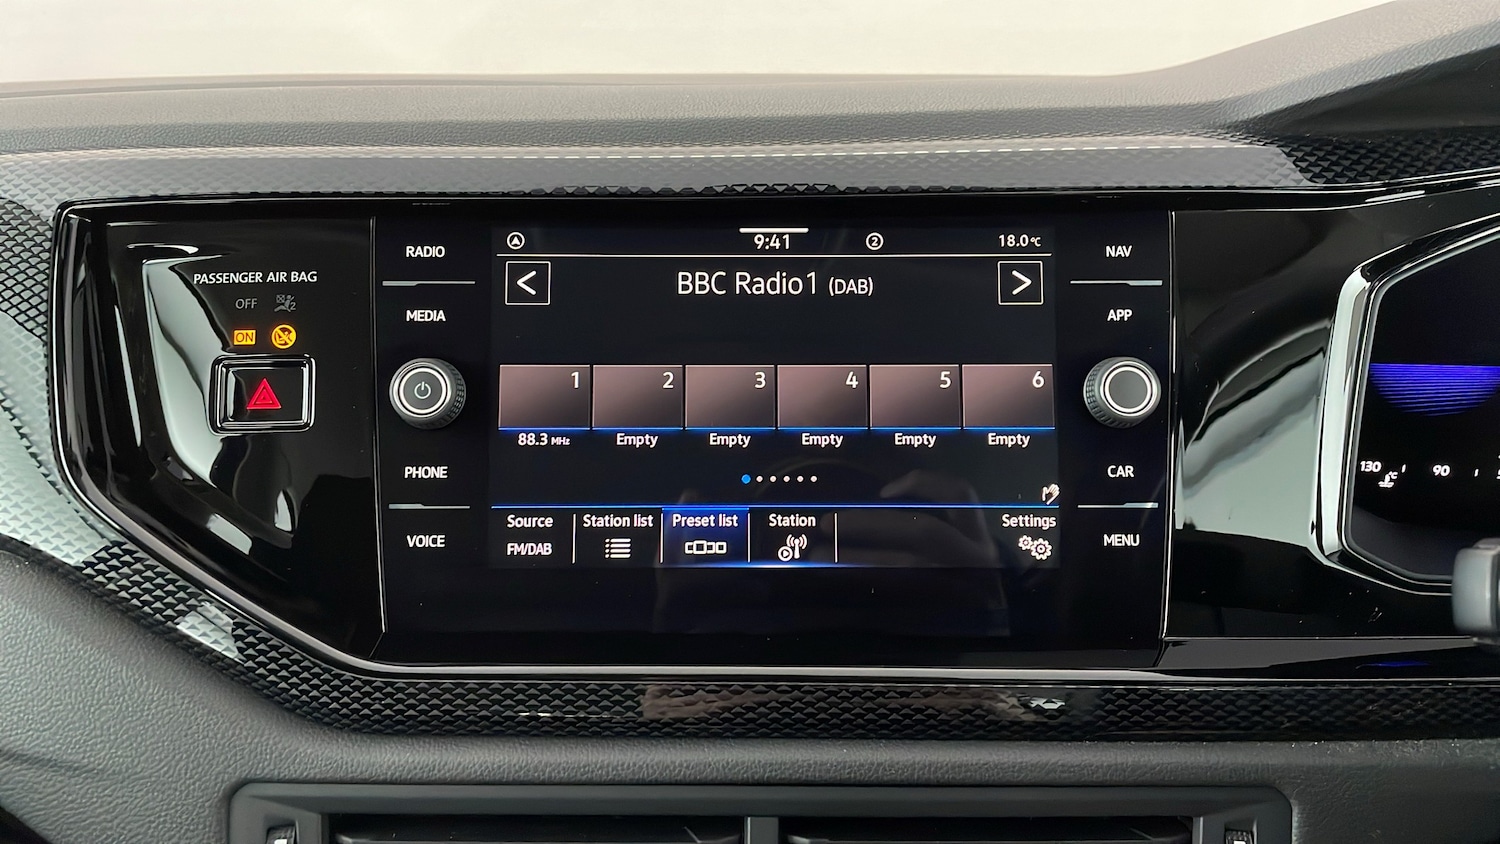 PASSENGER AIR BAG
OFF 2
ON
RADIO
MEDIA
PHONE
VOICE
9:41 2 18.0°C
< BBC Radio1 (DAB) >
1 2 3 4 5 6
88.3 MHz Empty Empty Empty Empty Empty
Source Station list Preset list Station Settings
FM/DAB
NAV
APP
CAR
MENU
130 °C 90